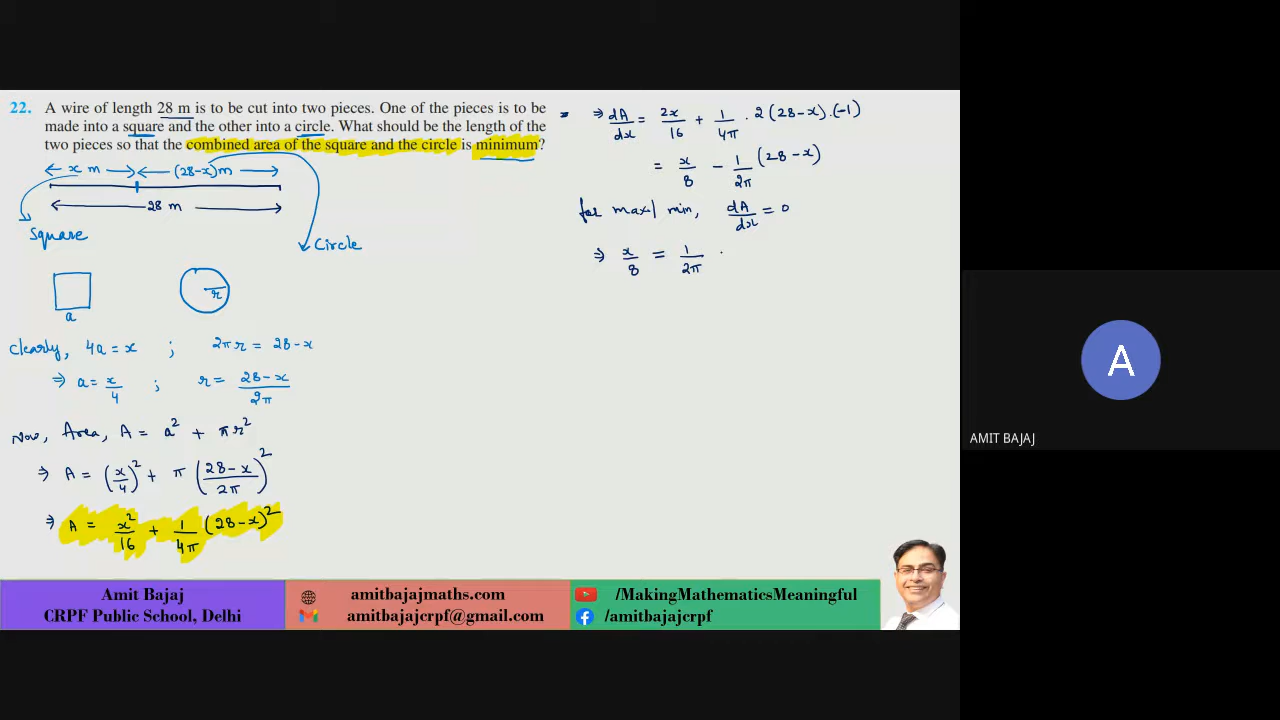 22. A wire of length 28 m is to be cut into two pieces. One of the pieces is to be
made into a square and the other into a circle. What should be the length of the
two pieces so that the combined area of the square and the circle is minimum?
x m (28-x)m
28 m
Square
Circle
r
a
Clearly, 4a = x ; 2πr = 28-x
⇒ a = x/4 ; r = (28-x)/2π
Now, Area, A = a² + πr²
⇒ A = (x/4)² + π((28-x)/2π)²
⇒ A = x²/16 + 1/4π (28-x)²
⇒ dA/dx = 2x/16 + 1/4π · 2(28-x)·(-1)
= x/8 - 1/2π (28-x)
for max/min, dA/dx = 0
⇒ x/8 = 1/2π ·
A
AMIT BAJAJ
Amit Bajaj
CRPF Public School, Delhi
amitbajajmaths.com
amitbajajcrpf@gmail.com
/MakingMathematicsMeaningful
/amitbajajcrpf